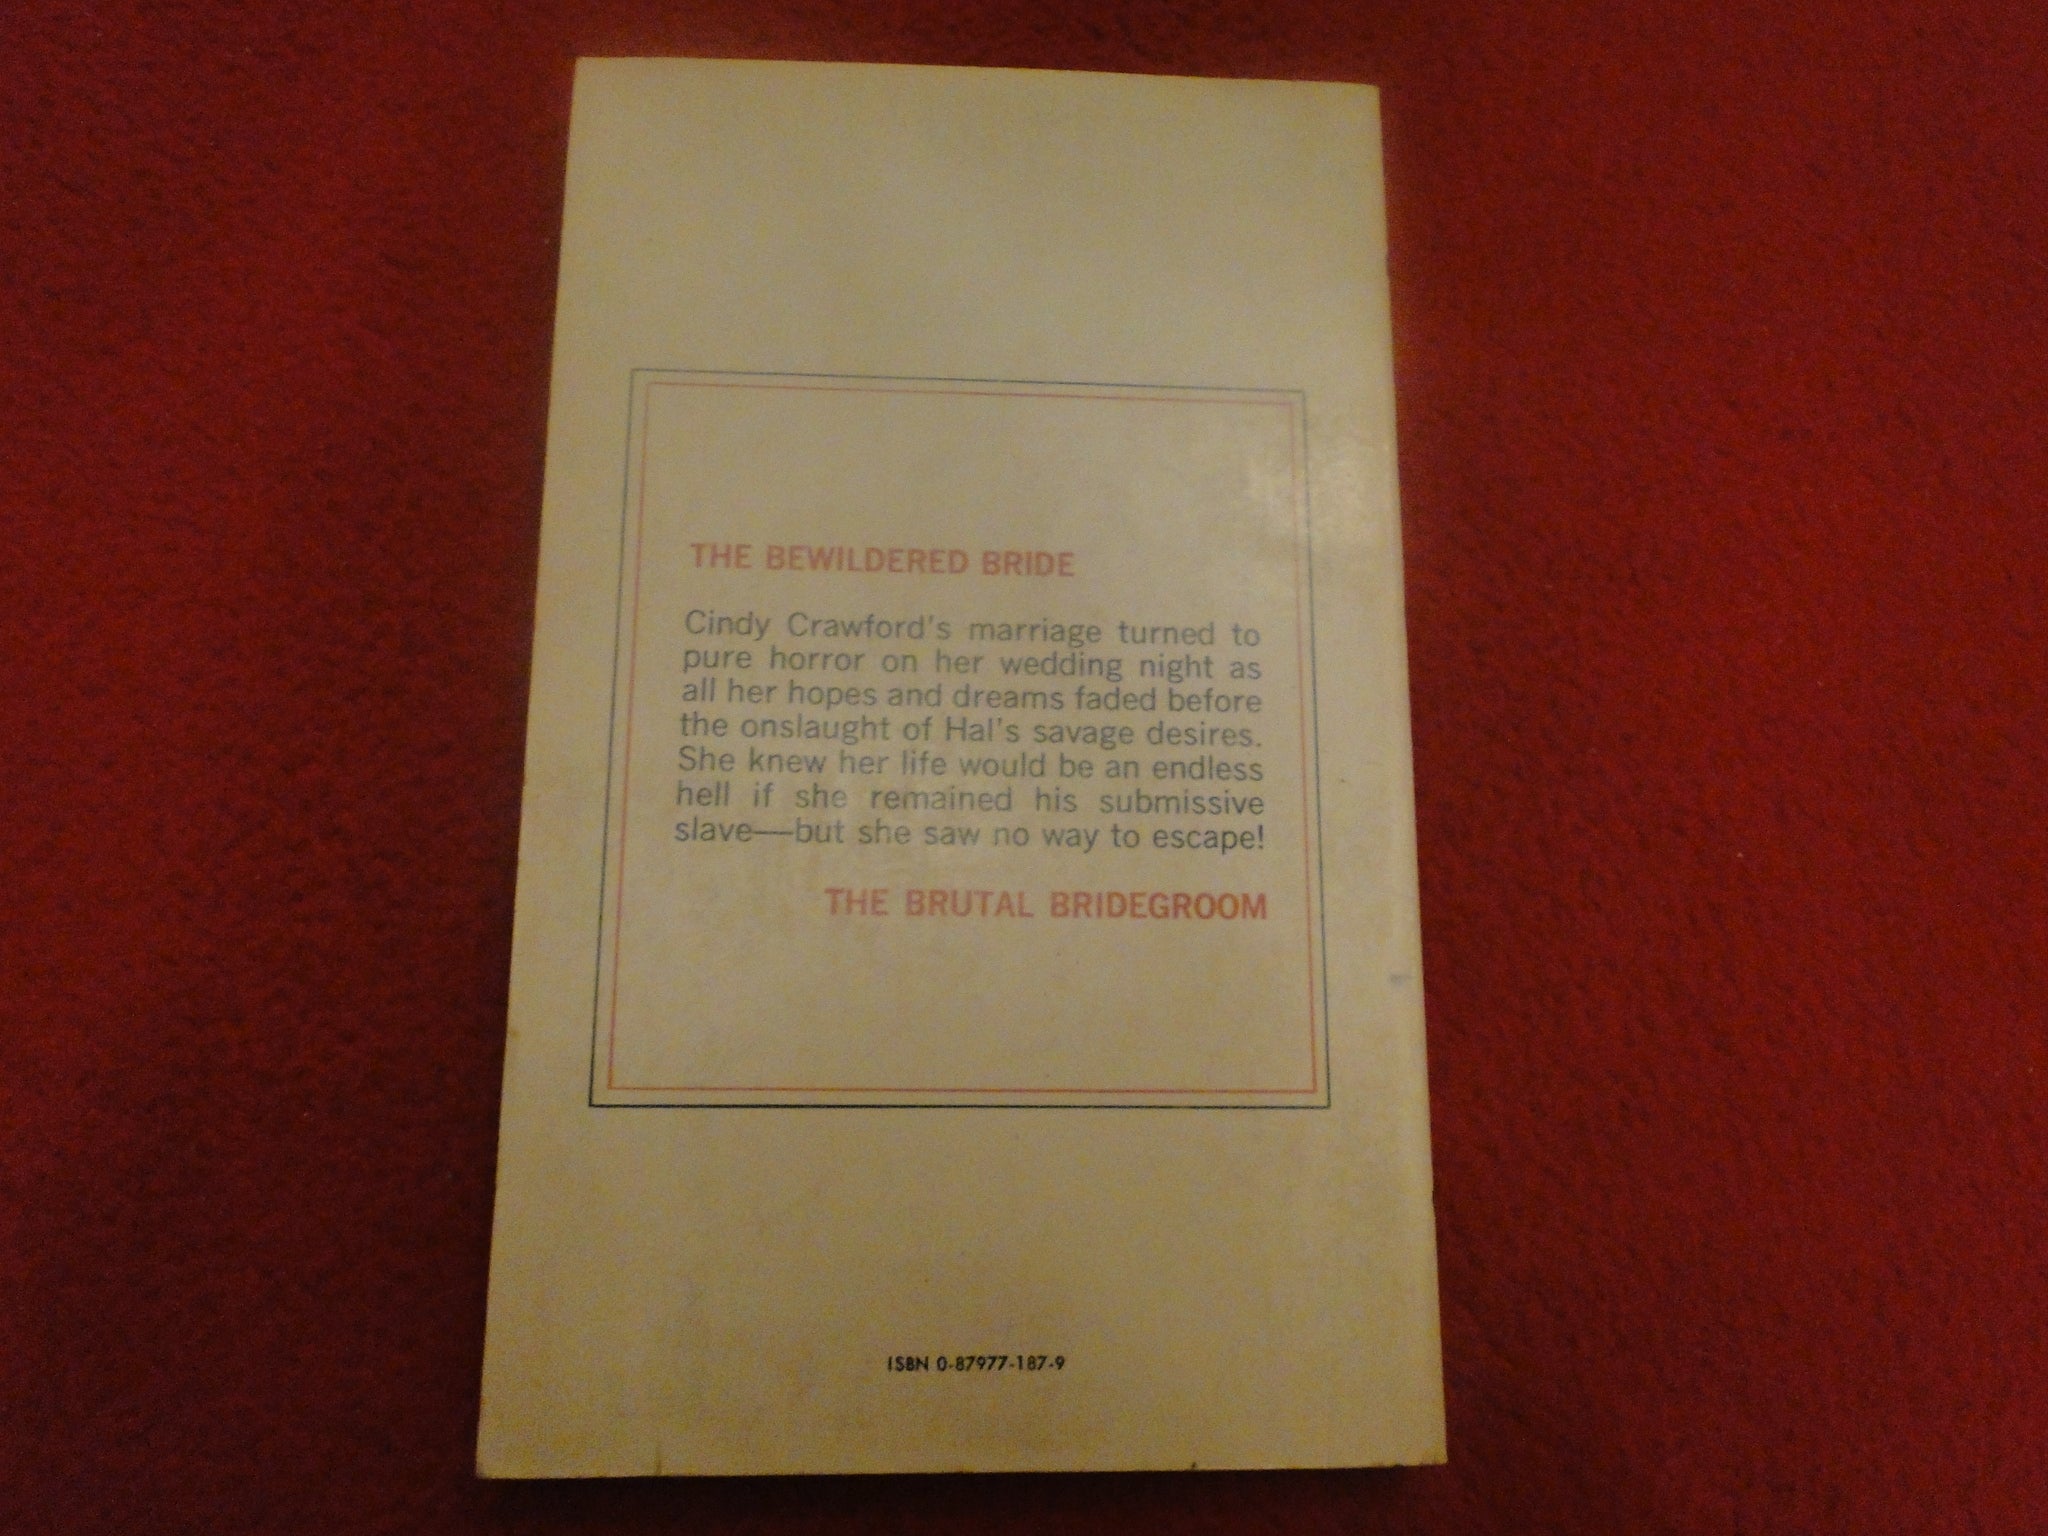 THE BEWILDERED BRIDE
Cindy Crawford's marriage turned to
pure horror on her wedding night as
all her hopes and dreams faded before
the onslaught of Hal's savage desires.
She knew her life would be an endless
hell if she remained his submissive
slave—but she saw no way to escape!
THE BRUTAL BRIDEGROOM
ISBN 0-87977-187-9